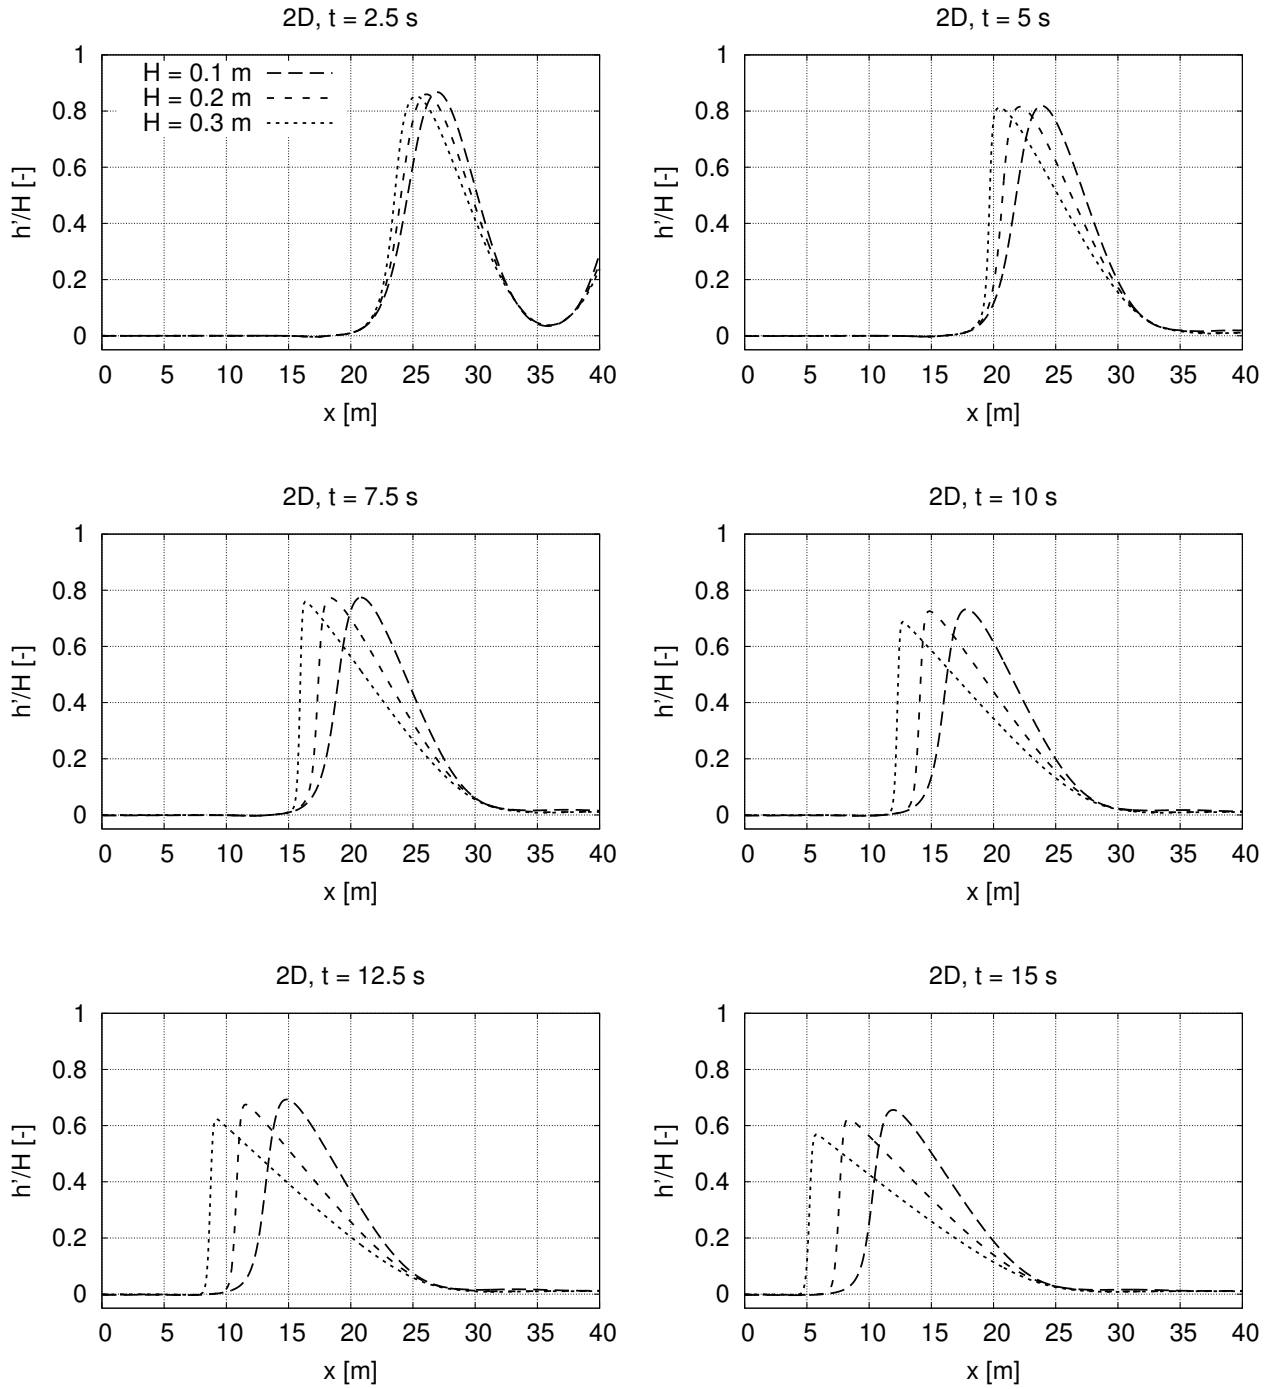 2D, t = 2.5 s
1
0.8
0.6
0.4
0.2
0
h'/H [-]
H = 0.1 m
H = 0.2 m
H = 0.3 m
0 5 10 15 20 25 30 35 40
x [m]
2D, t = 5 s
1
0.8
0.6
0.4
0.2
0
h'/H [-]
0 5 10 15 20 25 30 35 40
x [m]
2D, t = 7.5 s
1
0.8
0.6
0.4
0.2
0
h'/H [-]
0 5 10 15 20 25 30 35 40
x [m]
2D, t = 10 s
1
0.8
0.6
0.4
0.2
0
h'/H [-]
0 5 10 15 20 25 30 35 40
x [m]
2D, t = 12.5 s
1
0.8
0.6
0.4
0.2
0
h'/H [-]
0 5 10 15 20 25 30 35 40
x [m]
2D, t = 15 s
1
0.8
0.6
0.4
0.2
0
h'/H [-]
0 5 10 15 20 25 30 35 40
x [m]